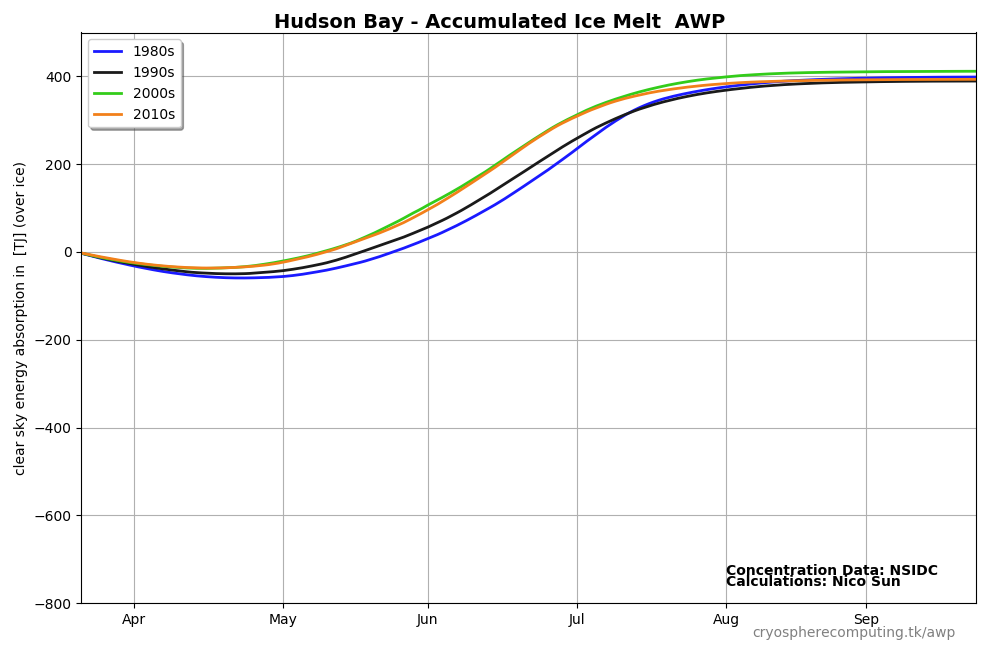 Hudson Bay - Accumulated Ice Melt  AWP
1980s
1990s
2000s
2010s
clear sky energy absorption in  [TJ] (over ice)
400
200
0
−200
−400
−600
−800
Apr
May
Jun
Jul
Aug
Sep
Concentration Data: NSIDC
Calculations: Nico Sun
cryospherecomputing.tk/awp